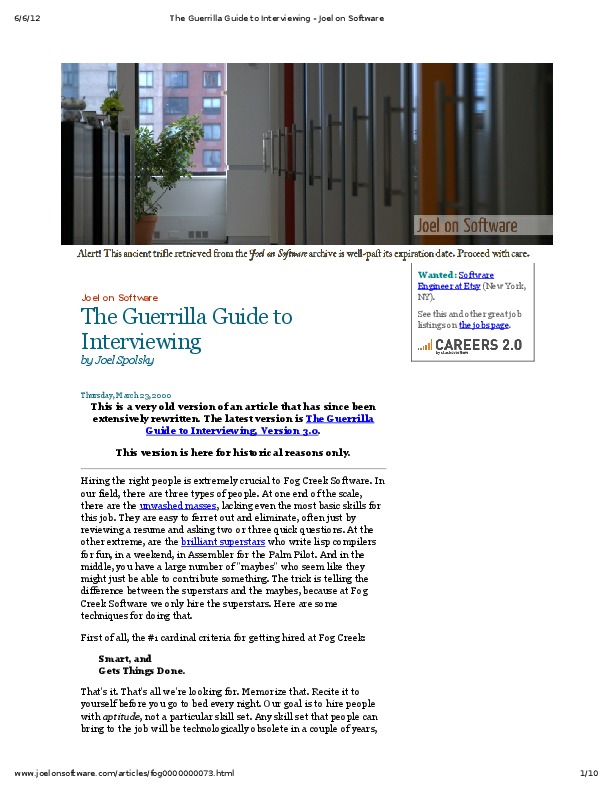 6/6/12
The Guerrilla Guide to Interviewing - Joel on Software
Joel on Software
Alert! This ancient trifle retrieved from the Joel on Software archive is well-past its expiration date. Proceed with care.
Wanted: Software
Engineer at Etsy (New York,
NY).
See this and other great job
listings on the jobs page.
CAREERS 2.0
by stackoverflow
Joel on Software
The Guerrilla Guide to
Interviewing
by Joel Spolsky
Thursday, March 23, 2000
This is a very old version of an article that has since been
extensively rewritten. The latest version is The Guerrilla
Guide to Interviewing, Version 3.0.
This version is here for historical reasons only.
Hiring the right people is extremely crucial to Fog Creek Software. In
our field, there are three types of people. At one end of the scale,
there are the unwashed masses, lacking even the most basic skills for
this job. They are easy to ferret out and eliminate, often just by
reviewing a resume and asking two or three quick questions. At the
other extreme, are the brilliant superstars who write lisp compilers
for fun, in a weekend, in Assembler for the Palm Pilot. And in the
middle, you have a large number of "maybes" who seem like they
might just be able to contribute something. The trick is telling the
difference between the superstars and the maybes, because at Fog
Creek Software we only hire the superstars. Here are some
techniques for doing that.
First of all, the #1 cardinal criteria for getting hired at Fog Creek:
Smart, and
Gets Things Done.
That's it. That's all we're looking for. Memorize that. Recite it to
yourself before you go to bed every night. Our goal is to hire people
with aptitude, not a particular skill set. Any skill set that people can
bring to the job will be technologically obsolete in a couple of years,
www.joelonsoftware.com/articles/fog0000000073.html
1/10